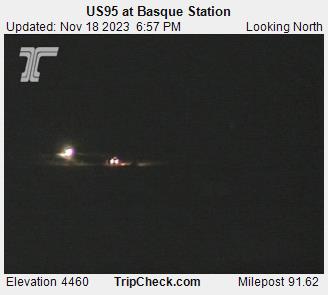 US95 at Basque Station
Updated: Nov 18 2023 6:57 PM Looking North
Elevation 4460 TripCheck.com Milepost 91.62